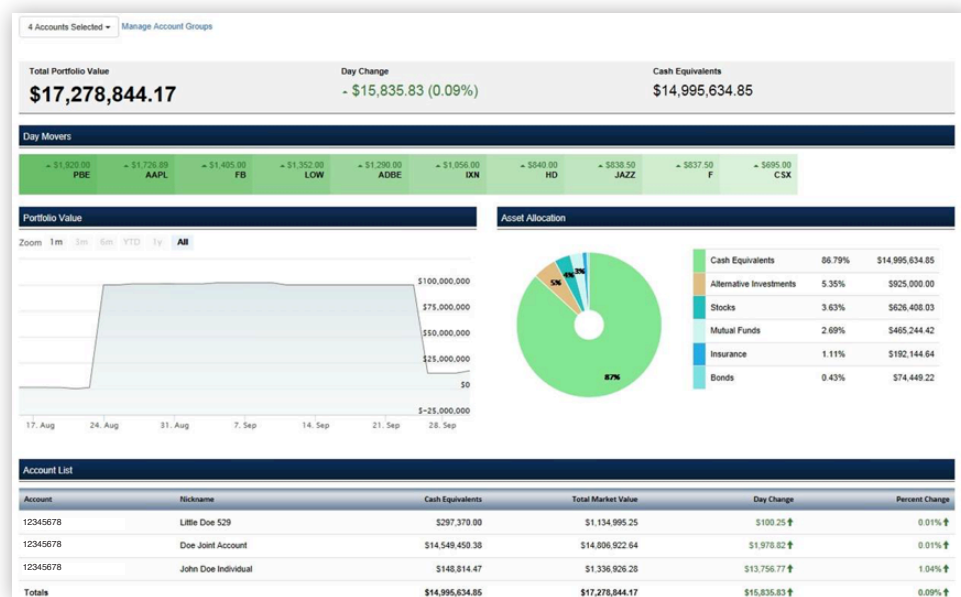 4 Accounts Selected Manage Account Groups
Total Portfolio Value Day Change Cash Equivalents
$17,278,844.17 - $15,835.83 (0.09%) $14,995,634.85
Day Movers
$1,920.00 $1,726.89 $1,495.00 $1,352.00 $1,290.00 $1,056.00 $840.00 $838.50 $837.50 $695.00
PBE AAPL FB LOW ADBE IXN HD JAZZ F CSX
Portfolio Value Asset Allocation
Zoom 1m 3m 6m YTD 1y All
$100,000,000
$75,000,000
$50,000,000
$25,000,000
$0
$-25,000,000
17. Aug 24. Aug 31. Aug 7. Sep 14. Sep 21. Sep 28. Sep
5% 4% 3%
87%
Cash Equivalents 86.79% $14,995,634.85
Alternative Investments 5.35% $925,000.00
Stocks 3.63% $626,408.03
Mutual Funds 2.69% $465,244.42
Insurance 1.11% $192,144.64
Bonds 0.43% $74,449.22
Account List
Account Nickname Cash Equivalents Total Market Value Day Change Percent Change
12345678 Little Doe 529 $297,370.00 $1,134,995.25 $100.25 0.01%
12345678 Doe Joint Account $14,549,450.38 $14,806,922.64 $1,978.82 0.01%
12345678 John Doe Individual $148,814.47 $1,336,926.28 $13,756.77 1.04%
Totals $14,995,634.85 $17,278,844.17 $15,835.83 0.09%